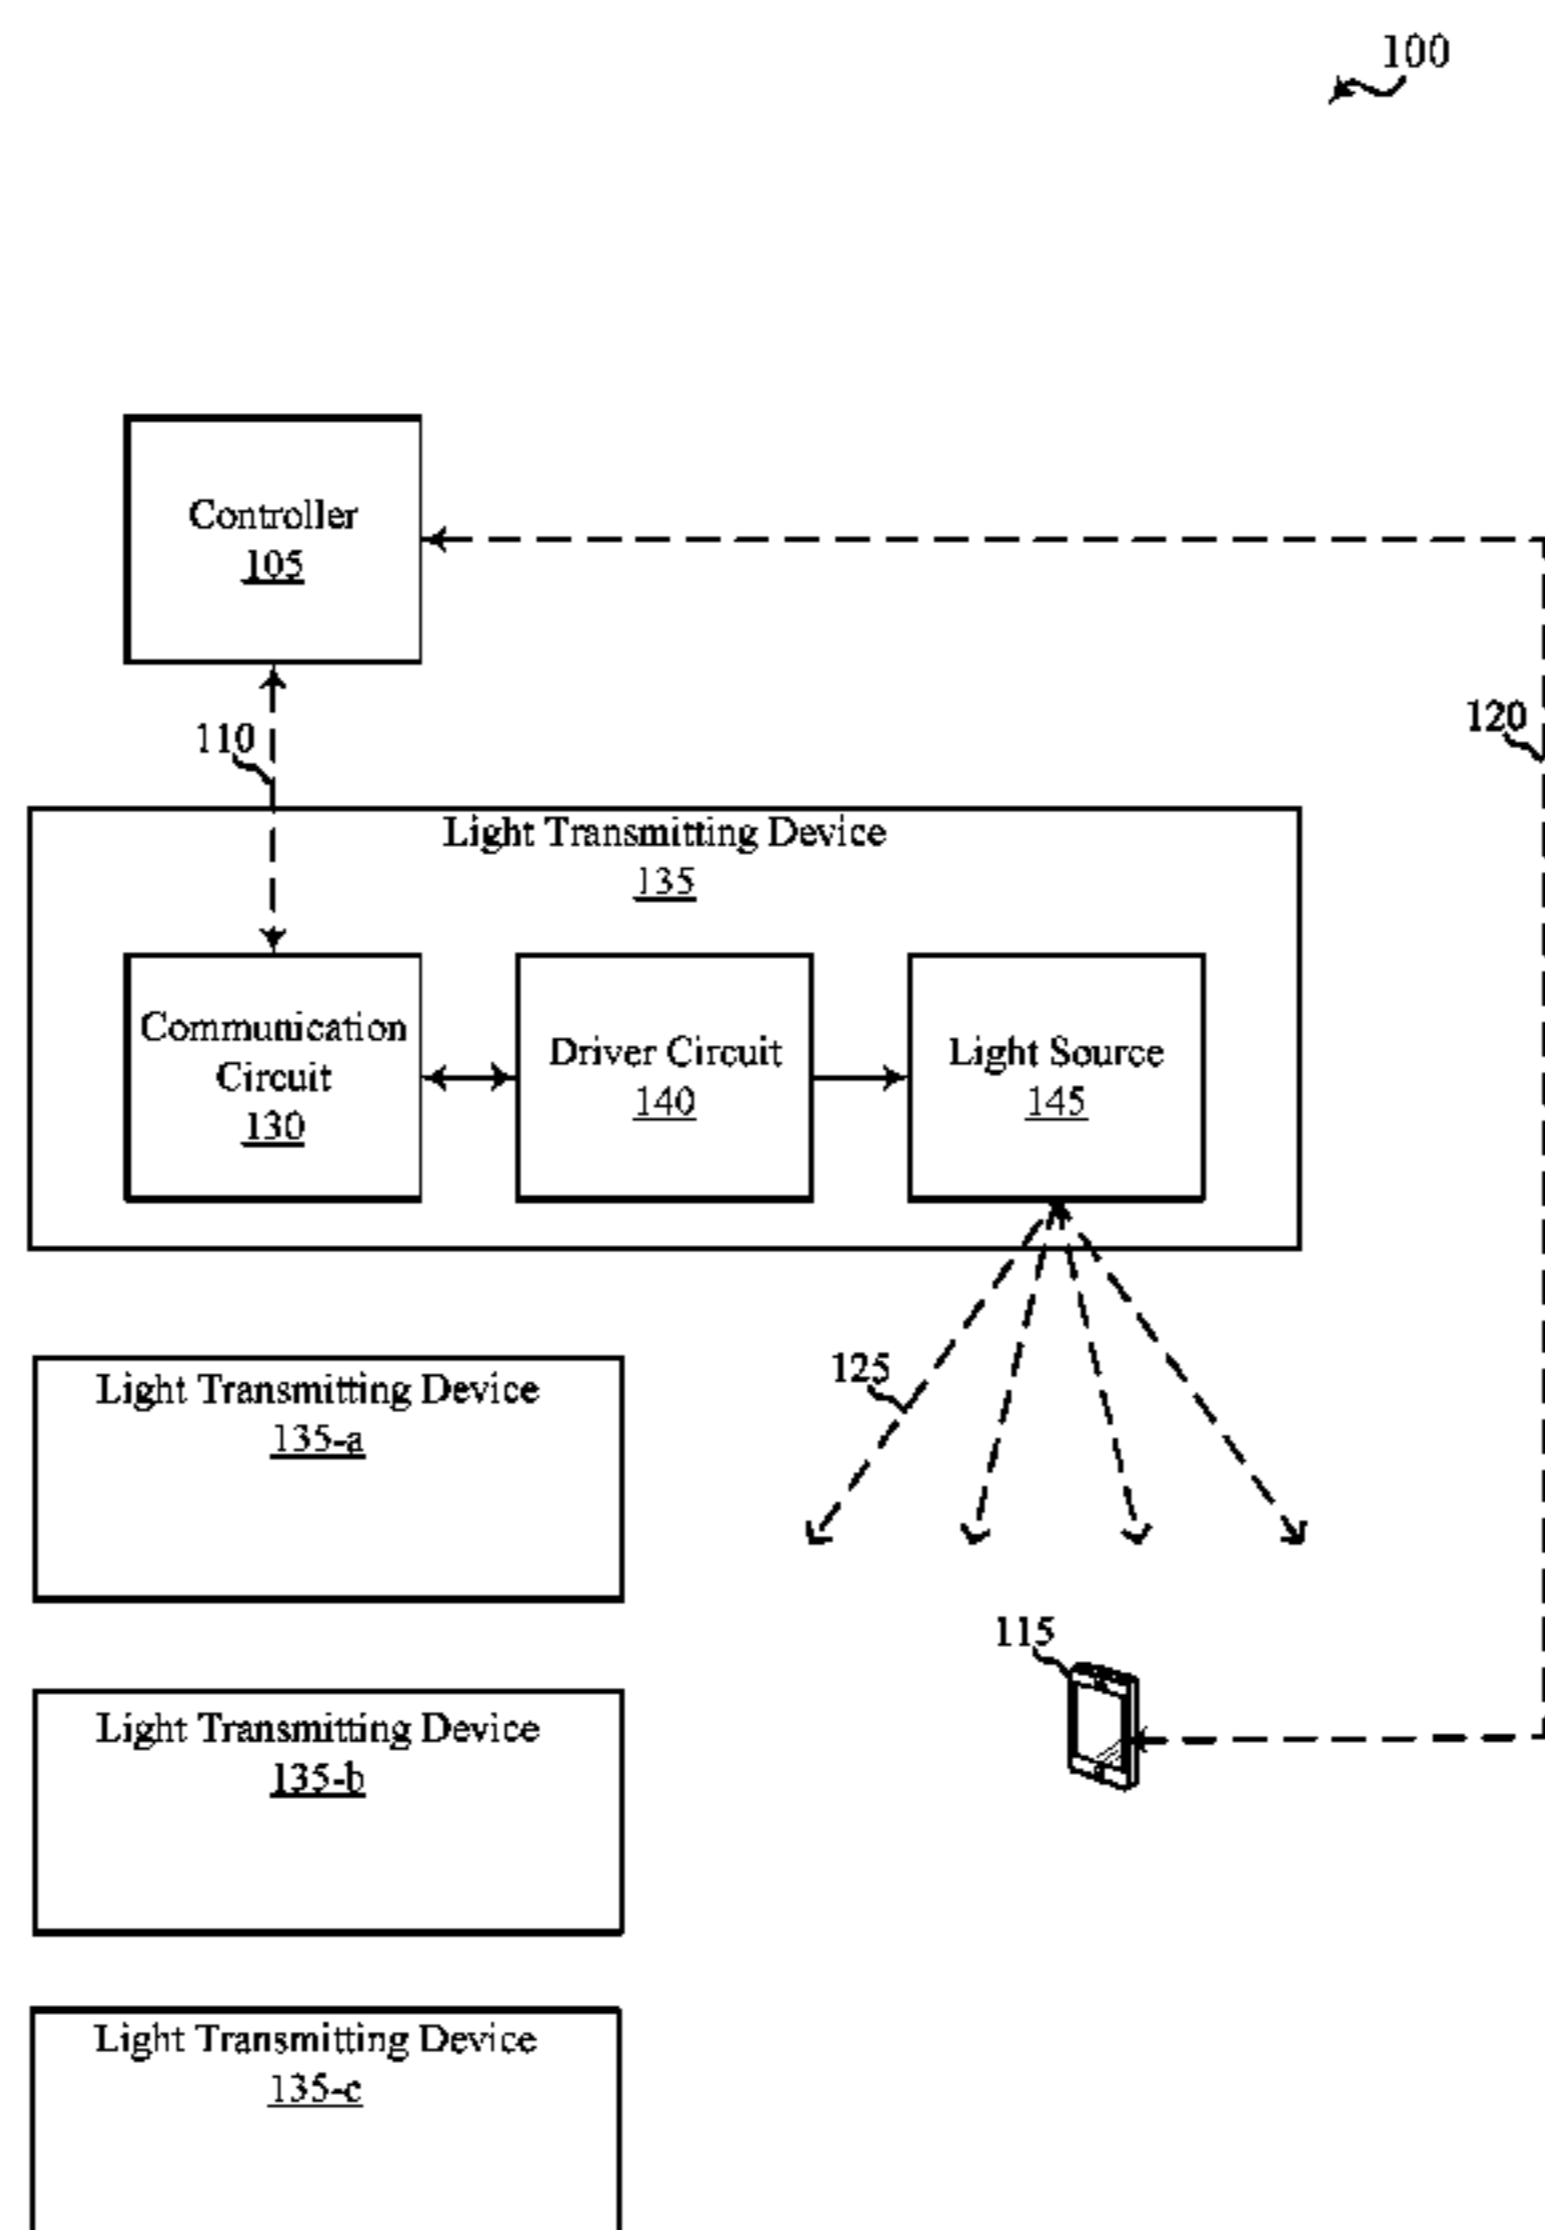 100
Controller
105
110
120
Light Transmitting Device
135
Communication
Circuit
130
Driver Circuit
140
Light Source
145
125
Light Transmitting Device
135-a
115
Light Transmitting Device
135-b
Light Transmitting Device
135-c